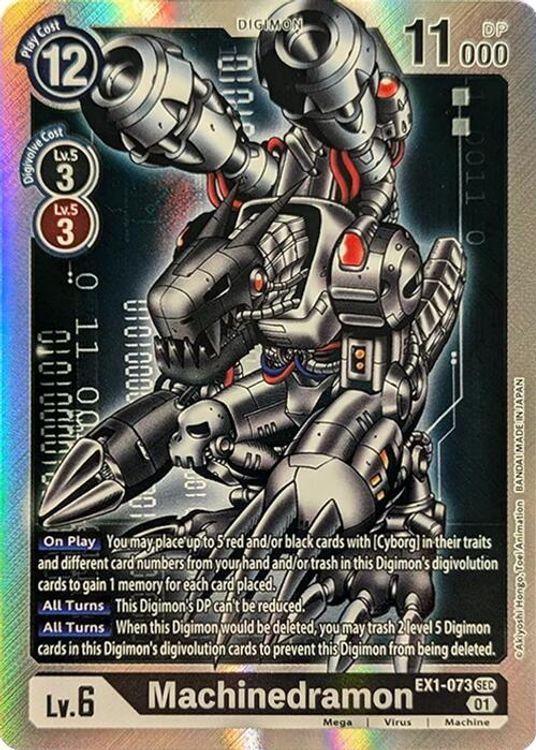 DIGIMON
Play Cost
12
11000
DP
Digivolve Cost
Lv.5
3
Lv.5
3
On Play You may place up to 5 red and/or black cards with [Cyborg] in their traits
and different card numbers from your hand and/or trash in this Digimon's digivolution
cards to gain 1 memory for each card placed.
All Turns This Digimon's DP can't be reduced.
All Turns When this Digimon would be deleted, you may trash 2 level 5 Digimon
cards in this Digimon's digivolution cards to prevent this Digimon from being deleted.
©Akiyoshi Hongo, Toei Animation BANDAI MADE IN JAPAN
Lv.6
Machinedramon
EX1-073 SEC
01
Mega | Virus | Machine